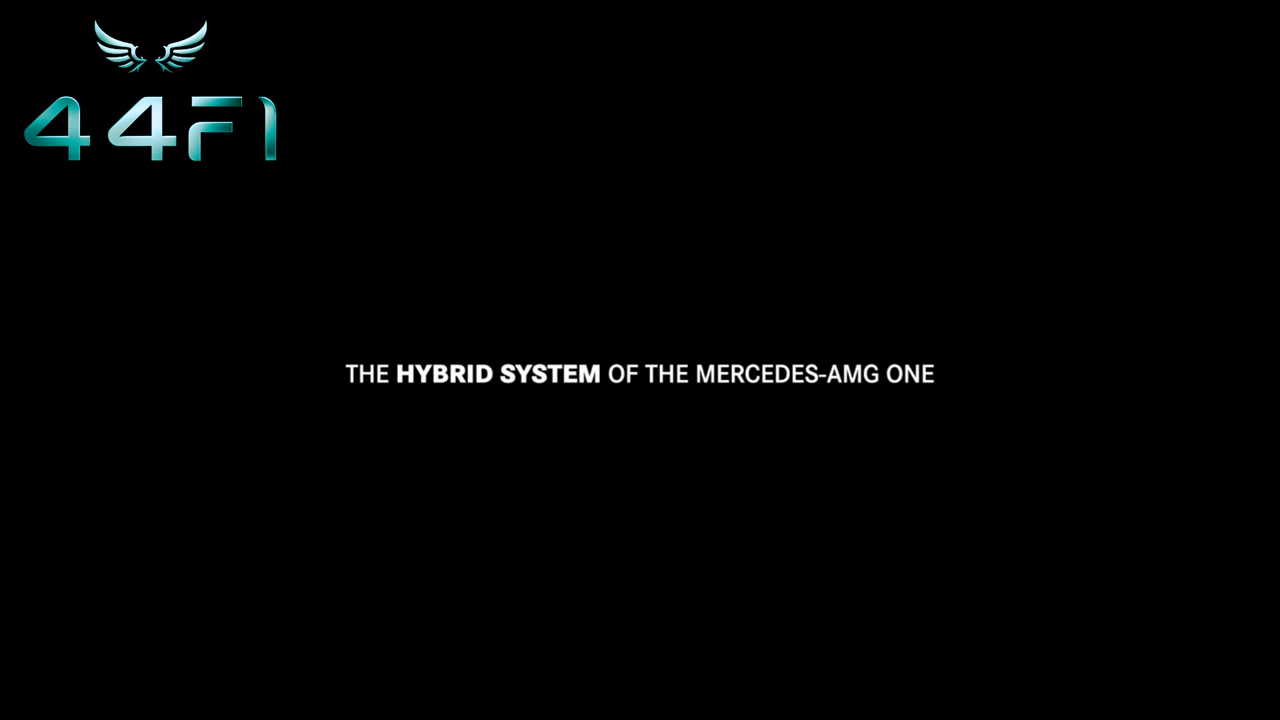 44F1
THE HYBRID SYSTEM OF THE MERCEDES-AMG ONE